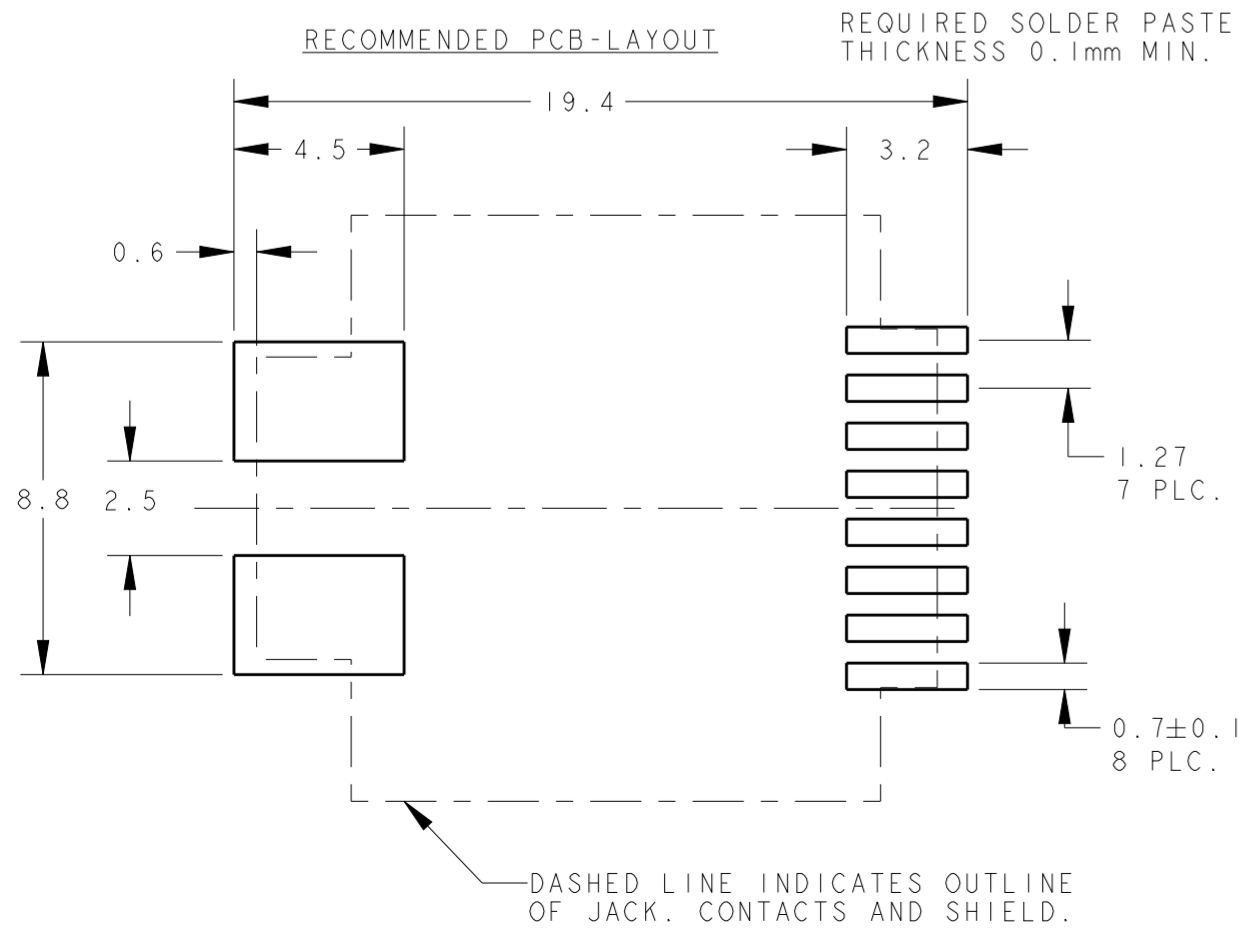 RECOMMENDED PCB-LAYOUT
REQUIRED SOLDER PASTE
THICKNESS 0.1mm MIN.
19.4
4.5
3.2
0.6
8.8
2.5
1.27
7 PLC.
0.7±0.1
8 PLC.
DASHED LINE INDICATES OUTLINE
OF JACK. CONTACTS AND SHIELD.